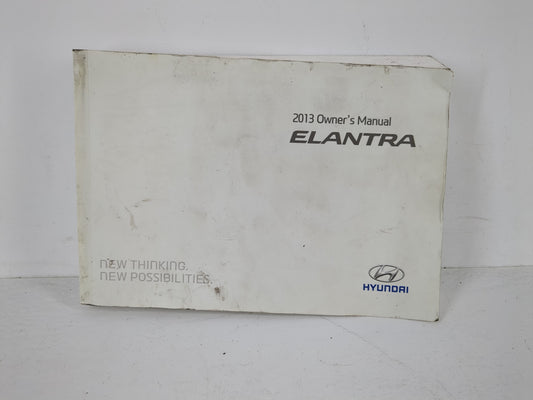 2013 Owner's Manual
ELANTRA
NEW THINKING.
NEW POSSIBILITIES.
HYUNDAI